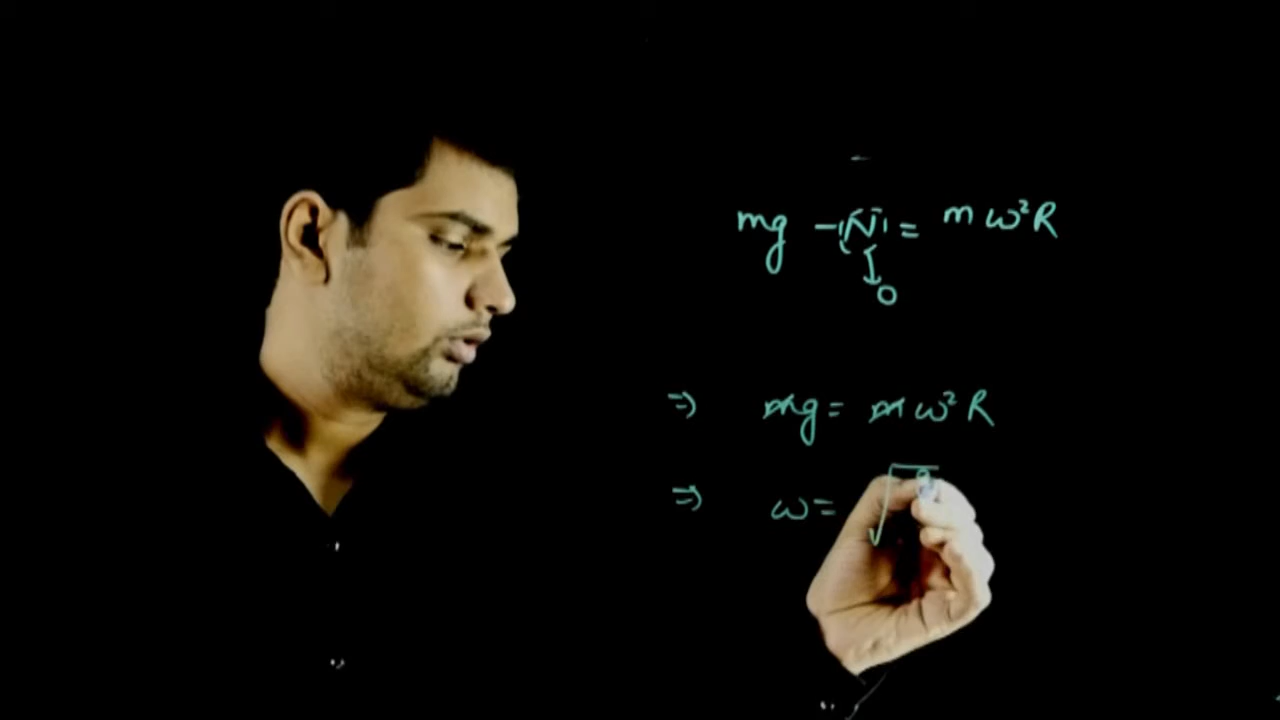 mg - N = mω²R
0
⇒ mg = mω²R
⇒ ω = √g